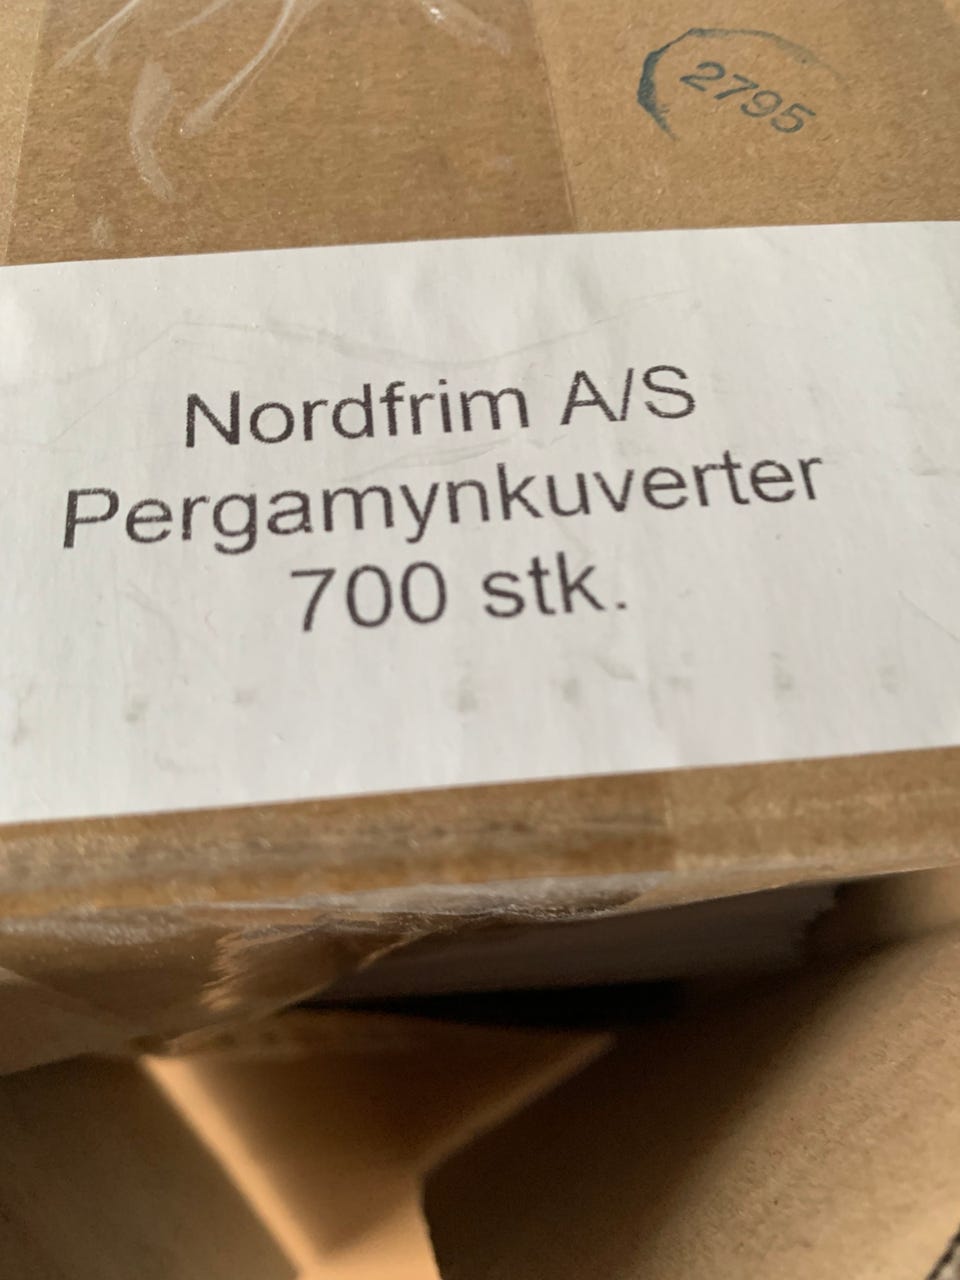 2795
Nordfrim A/S
Pergamynkuverter
700 stk.